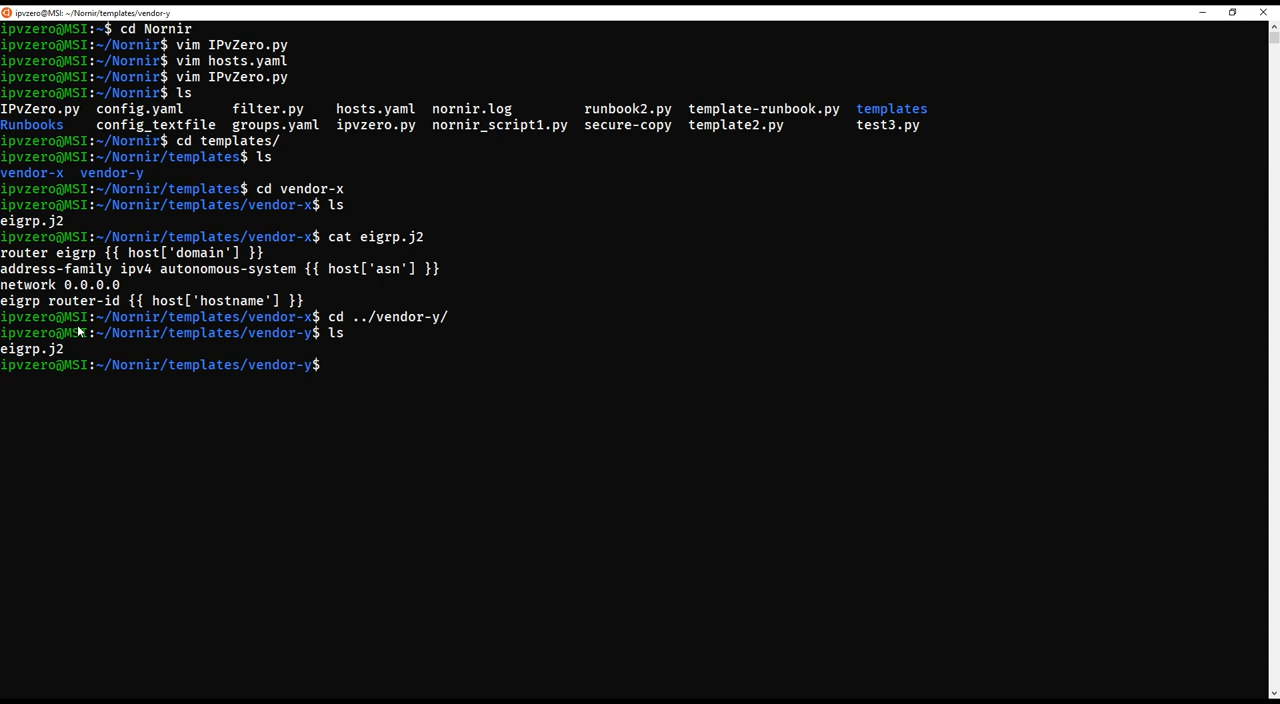 ipvzero@MSI: ~/Nornir/templates/vendor-y
ipvzero@MSI:~$ cd Nornir
ipvzero@MSI:~/Nornir$ vim IPvZero.py
ipvzero@MSI:~/Nornir$ vim hosts.yaml
ipvzero@MSI:~/Nornir$ vim IPvZero.py
ipvzero@MSI:~/Nornir$ ls
IPvZero.py  config.yaml      filter.py    hosts.yaml  nornir.log         runbook2.py  template-runbook.py  templates
Runbooks    config_textfile  groups.yaml  ipvzero.py  nornir_script1.py  secure-copy  template2.py         test3.py
ipvzero@MSI:~/Nornir$ cd templates/
ipvzero@MSI:~/Nornir/templates$ ls
vendor-x  vendor-y
ipvzero@MSI:~/Nornir/templates$ cd vendor-x
ipvzero@MSI:~/Nornir/templates/vendor-x$ ls
eigrp.j2
ipvzero@MSI:~/Nornir/templates/vendor-x$ cat eigrp.j2
router eigrp {{ host['domain'] }}
address-family ipv4 autonomous-system {{ host['asn'] }}
network 0.0.0.0
eigrp router-id {{ host['hostname'] }}
ipvzero@MSI:~/Nornir/templates/vendor-x$ cd ../vendor-y/
ipvzero@MSI:~/Nornir/templates/vendor-y$ ls
eigrp.j2
ipvzero@MSI:~/Nornir/templates/vendor-y$